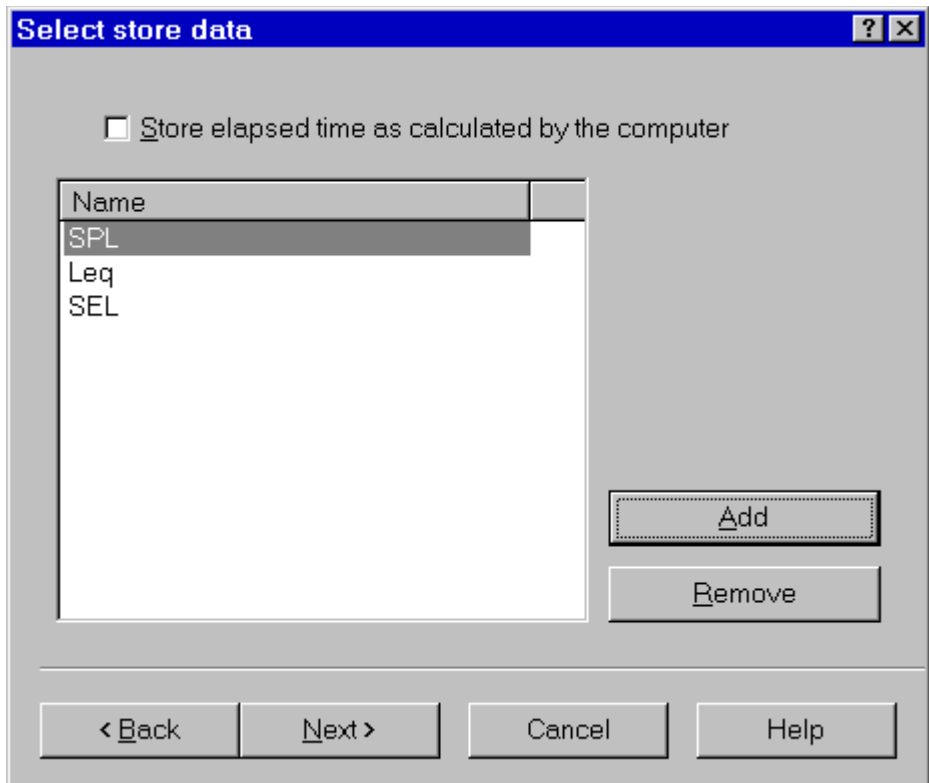 Select store data
Store elapsed time as calculated by the computer
Name
SPL
Leq
SEL
Add
Remove
< Back Next > Cancel Help